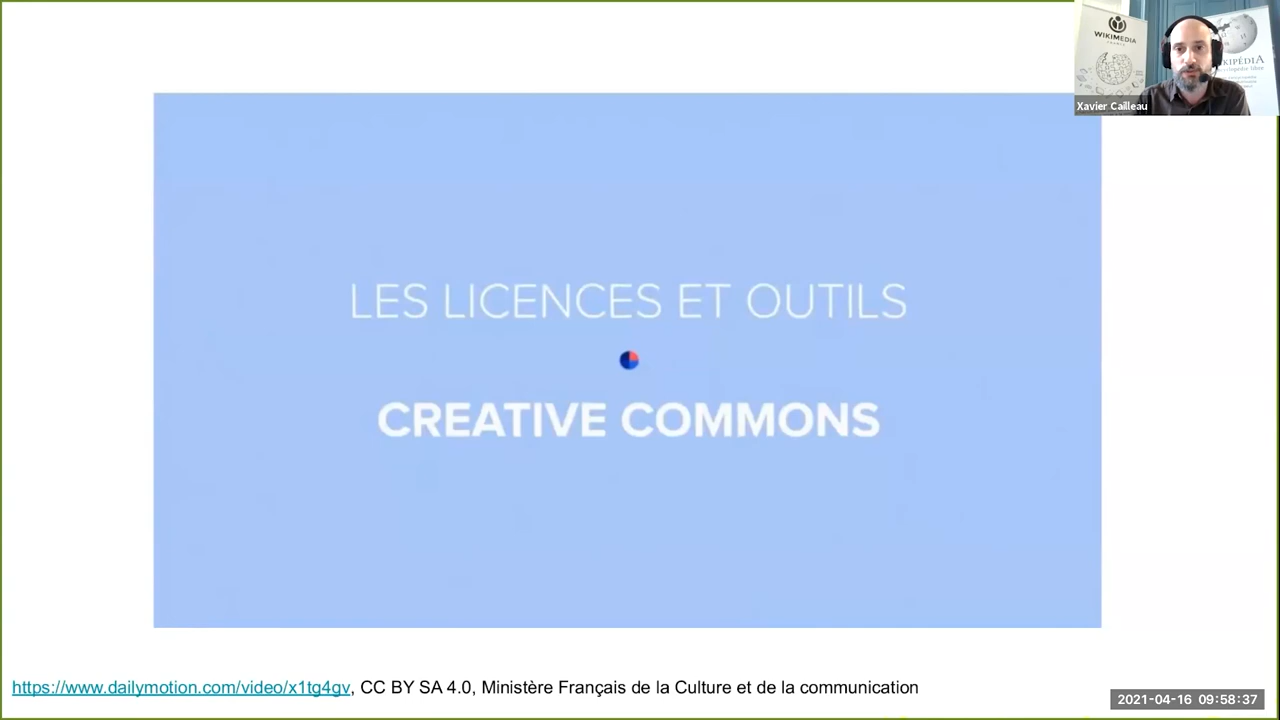 WIKIMEDIA
FRANCE
Xavier Cailleau
LES LICENCES ET OUTILS
CREATIVE COMMONS
https://www.dailymotion.com/video/x1tg4gv, CC BY SA 4.0, Ministère Français de la Culture et de la communication
2021-04-16 09:58:37